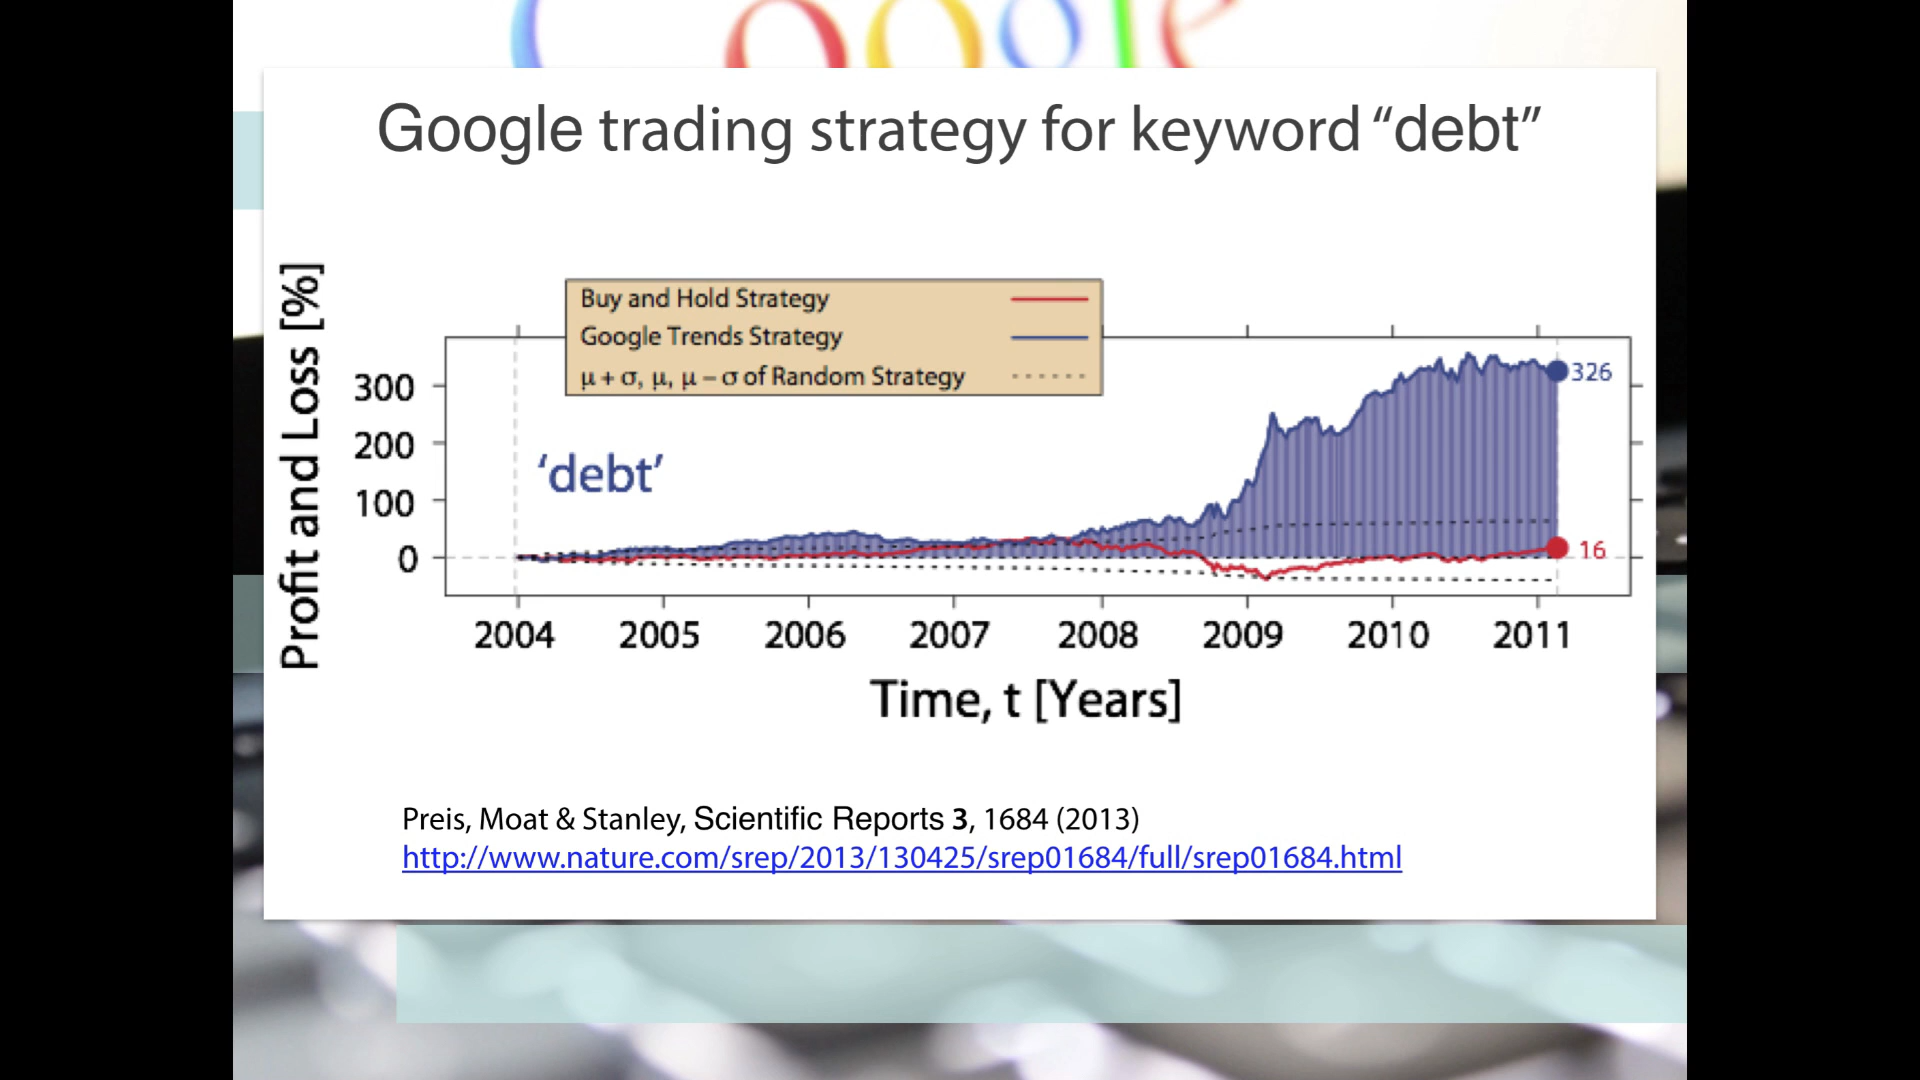 Google
Google trading strategy for keyword “debt”
Profit and Loss [%]
Buy and Hold Strategy
Google Trends Strategy
μ + σ, μ, μ – σ of Random Strategy
300
200
100
0
‘debt’
326
16
2004 2005 2006 2007 2008 2009 2010 2011
Time, t [Years]
Preis, Moat & Stanley, Scientific Reports 3, 1684 (2013)
http://www.nature.com/srep/2013/130425/srep01684/full/srep01684.html